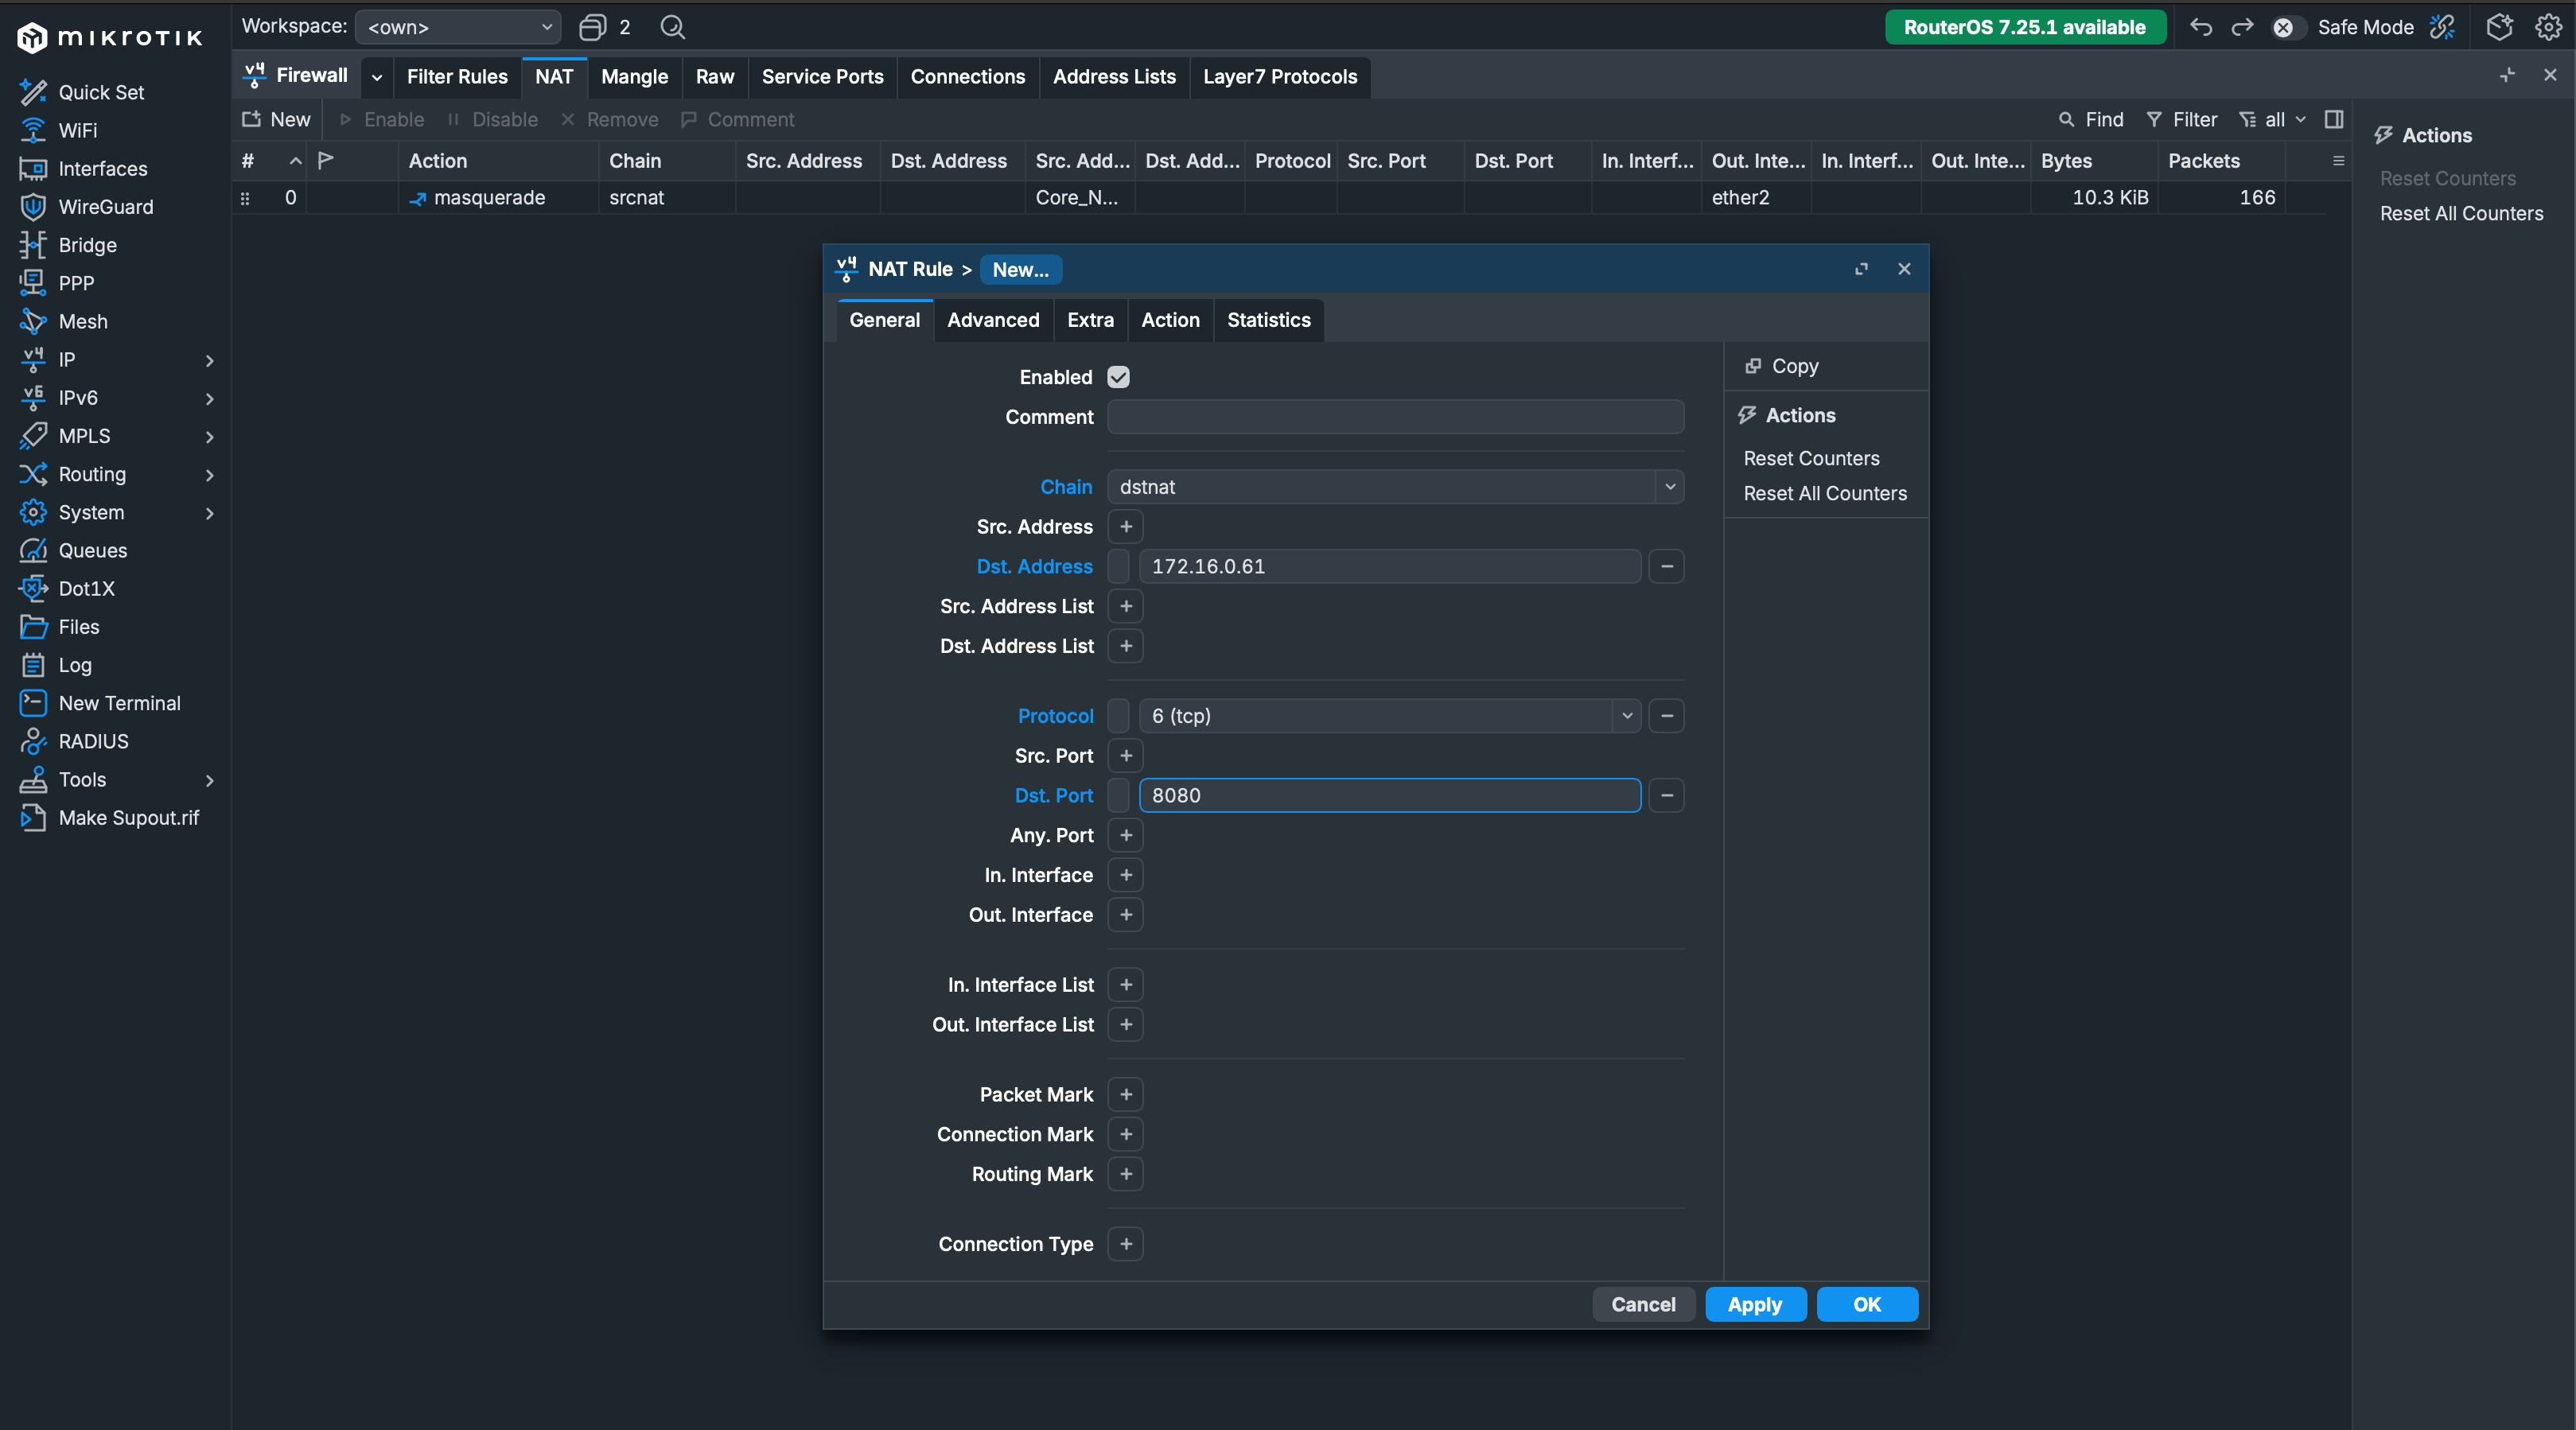 MIKROTIK
Workspace: <own> 2 RouterOS 7.25.1 available Safe Mode
Firewall Filter Rules NAT Mangle Raw Service Ports Connections Address Lists Layer7 Protocols
New Enable Disable Remove Comment Find Filter all
# Action Chain Src. Address Dst. Address Src. Add... Dst. Add... Protocol Src. Port Dst. Port In. Interf... Out. Inte... In. Interf... Out. Inte... Bytes Packets
0 masquerade srcnat Core_N... ether2 10.3 KiB 166
Actions
Reset Counters
Reset All Counters
Quick Set
WiFi
Interfaces
WireGuard
Bridge
PPP
Mesh
IP
IPv6
MPLS
Routing
System
Queues
Dot1X
Files
Log
New Terminal
RADIUS
Tools
Make Supout.rif
NAT Rule > New...
General Advanced Extra Action Statistics
Enabled
Comment
Chain dstnat
Src. Address +
Dst. Address 172.16.0.61 −
Src. Address List +
Dst. Address List +
Protocol 6 (tcp) −
Src. Port +
Dst. Port 8080 −
Any. Port +
In. Interface +
Out. Interface +
In. Interface List +
Out. Interface List +
Packet Mark +
Connection Mark +
Routing Mark +
Connection Type +
Copy
Actions
Reset Counters
Reset All Counters
Cancel Apply OK